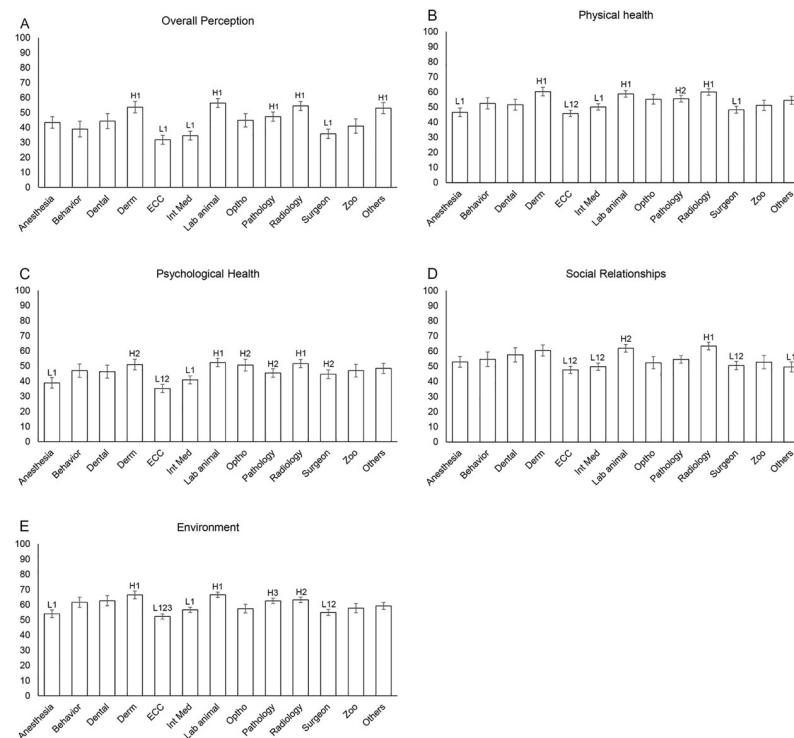 A
Overall Perception
100
90
80
70
60
50
40
30
20
10
0
H1
L1
L1
H1
H1
H1
L1
H1
Anesthesia
Behavior
Dental
Derm
ECC
Int Med
Lab animal
Optho
Pathology
Radiology
Surgeon
Zoo
Others
B
Physical health
100
90
80
70
60
50
40
30
20
10
0
L1
H1
L12
L1
H1
H2
H1
L1
Anesthesia
Behavior
Dental
Derm
ECC
Int Med
Lab animal
Optho
Pathology
Radiology
Surgeon
Zoo
Others
C
Psychological Health
100
90
80
70
60
50
40
30
20
10
0
L1
H2
L12
L1
H1
H2
H2
H1
H2
Anesthesia
Behavior
Dental
Derm
ECC
Int Med
Lab animal
Optho
Pathology
Radiology
Surgeon
Zoo
Others
D
Social Relationships
100
90
80
70
60
50
40
30
20
10
0
L12
L12
H2
H1
L12
L1
Anesthesia
Behavior
Dental
Derm
ECC
Int Med
Lab animal
Optho
Pathology
Radiology
Surgeon
Zoo
Others
E
Environment
100
90
80
70
60
50
40
30
20
10
0
L1
H1
L123
L1
H1
H3
H2
L12
Anesthesia
Behavior
Dental
Derm
ECC
Int Med
Lab animal
Optho
Pathology
Radiology
Surgeon
Zoo
Others